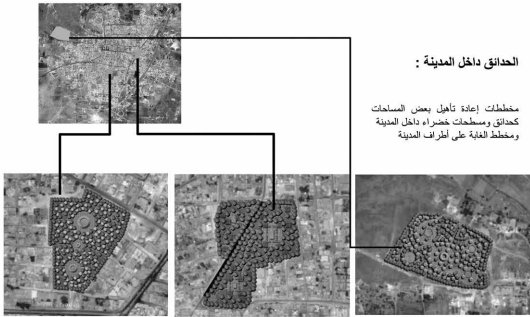 الحدائق داخل المدينة :
مخططات إعادة تأهيل بعض المساحات
كحدائق ومسطحات خضراء داخل المدينة
ومخطط الغابة على أطراف المدينة